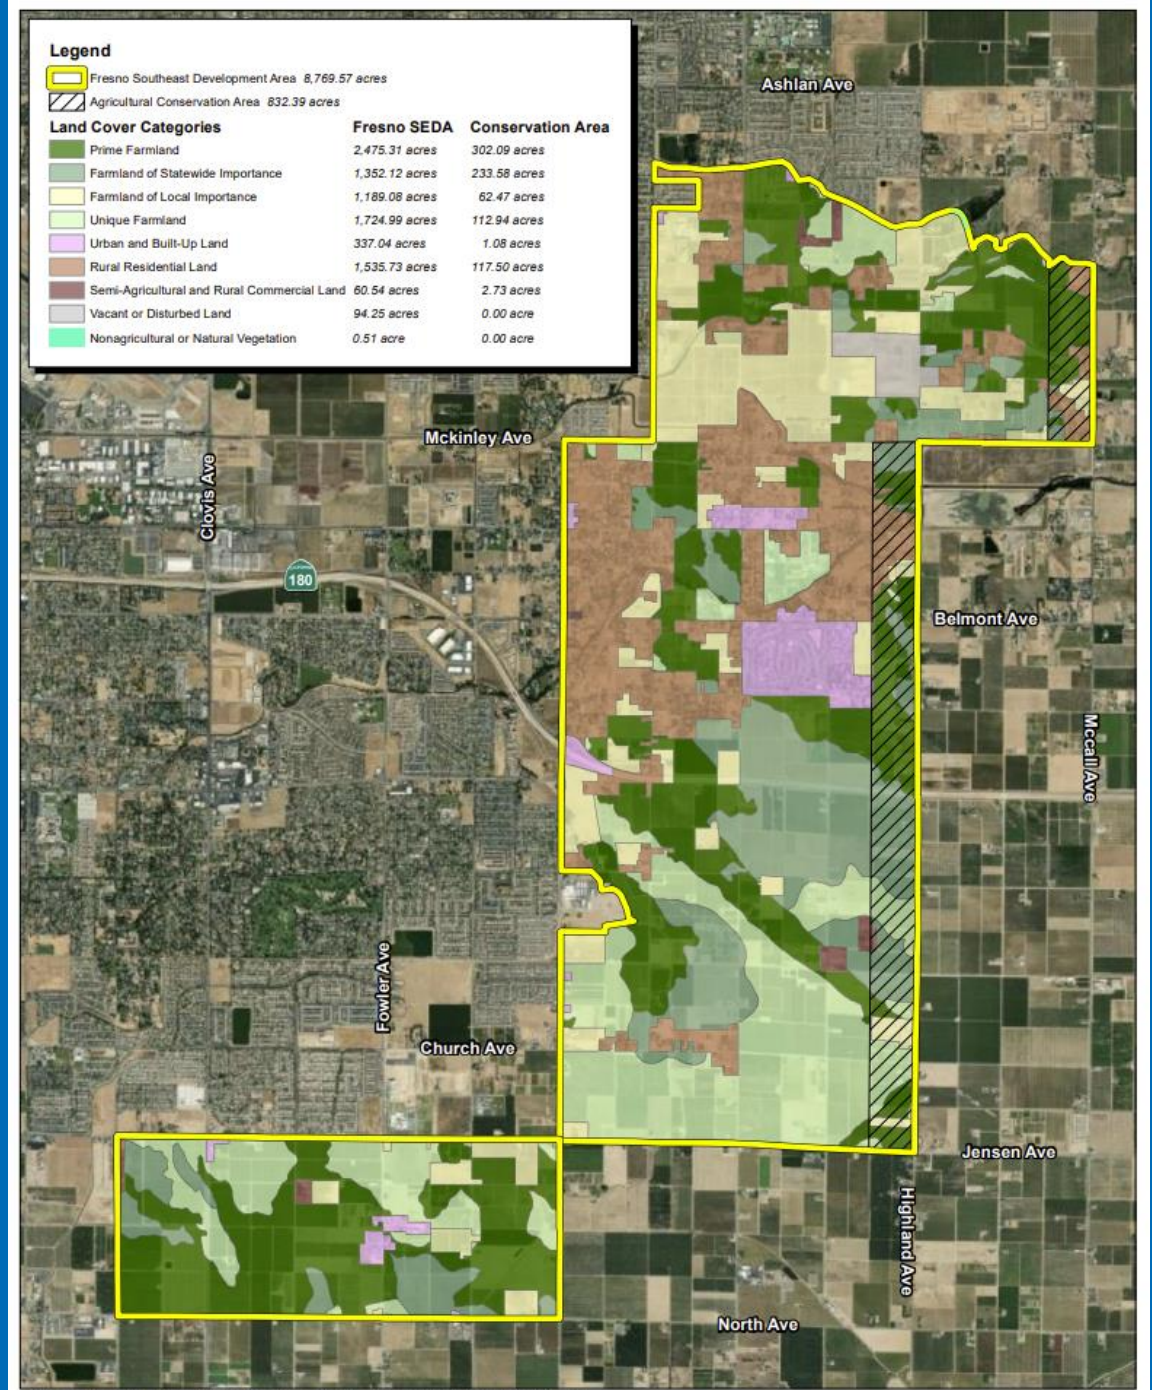 Legend
Fresno Southeast Development Area 8,769.57 acres
Agricultural Conservation Area 832.39 acres
Land Cover Categories Fresno SEDA Conservation Area
Prime Farmland 2,475.31 acres 302.09 acres
Farmland of Statewide Importance 1,352.12 acres 233.58 acres
Farmland of Local Importance 1,189.08 acres 62.47 acres
Unique Farmland 1,724.99 acres 112.94 acres
Urban and Built-Up Land 337.04 acres 1.08 acres
Rural Residential Land 1,535.73 acres 117.50 acres
Semi-Agricultural and Rural Commercial Land 60.54 acres 2.73 acres
Vacant or Disturbed Land 94.25 acres 0.00 acre
Nonagricultural or Natural Vegetation 0.51 acre 0.00 acre
Ashlan Ave
Mckinley Ave
Clovis Ave
180
Belmont Ave
Mccall Ave
Fowler Ave
Church Ave
Jensen Ave
Highland Ave
North Ave